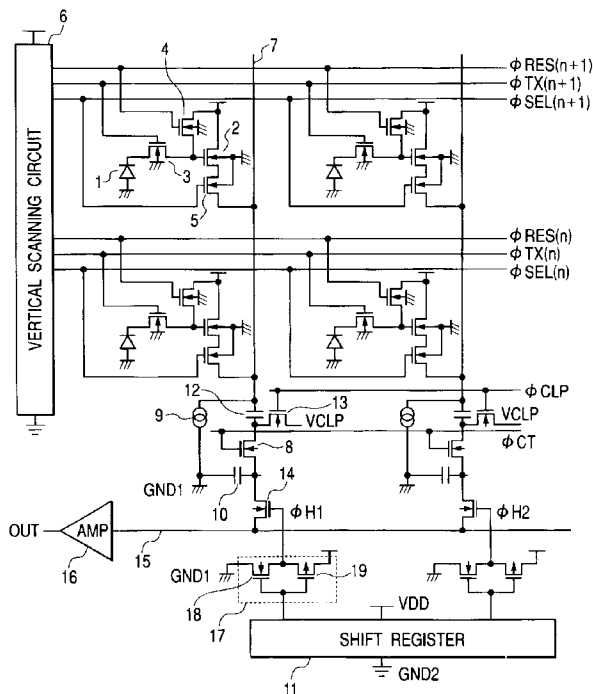 6
7
φRES(n+1)
φTX(n+1)
φSEL(n+1)
4
2
1
3
5
VERTICAL SCANNING CIRCUIT
φRES(n)
φTX(n)
φSEL(n)
12
13
φCLP
9
VCLP
VCLP
8
φCT
GND1
10
14
φH1
φH2
OUT
AMP
15
16
GND1
18
19
17
VDD
SHIFT REGISTER
11
GND2